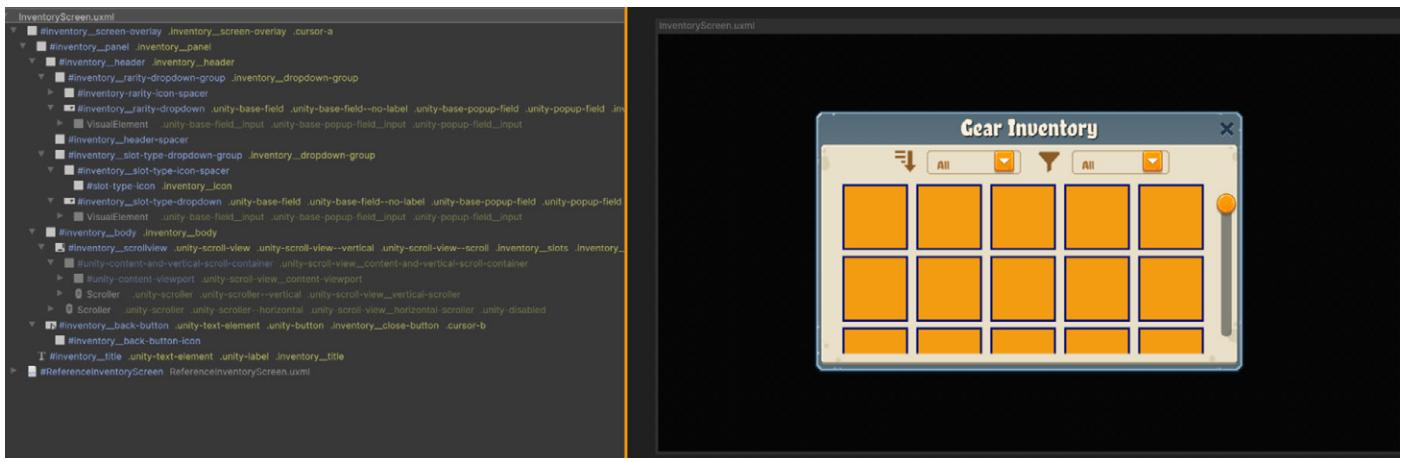 InventoryScreen.uxml
#inventory__screen-overlay .inventory__screen-overlay .cursor-a
#inventory__panel .inventory__panel
#inventory__header .inventory__header
#inventory__rarity-dropdown-group .inventory__dropdown-group
#inventory-rarity-icon-spacer
#inventory__rarity-dropdown .unity-base-field .unity-base-field--no-label .unity-base-popup-field .unity-popup-field
VisualElement .unity-base-field__input .unity-base-popup-field__input .unity-popup-field__input
#inventory__header-spacer
#inventory__slot-type-dropdown-group .inventory__dropdown-group
#inventory__slot-type-icon-spacer
#slot-type-icon .inventory__icon
#inventory__slot-type-dropdown .unity-base-field .unity-base-field--no-label .unity-base-popup-field .unity-popup-field
VisualElement .unity-base-field__input .unity-base-popup-field__input .unity-popup-field__input
#inventory__body .inventory__body
#inventory__scrollview .unity-scroll-view .unity-scroll-view--vertical .unity-scroll-view--scroll .inventory__slots .inventory_
#unity-content-and-vertical-scroll-container .unity-scroll-view__content-and-vertical-scroll-container
#unity-content-viewport .unity-scroll-view__content-viewport
Scroller .unity-scroller .unity-scroller--vertical .unity-scroll-view__vertical-scroller
Scroller .unity-scroller .unity-scroller--horizontal .unity-scroll-view__horizontal-scroller .unity-disabled
#inventory__back-button .unity-text-element .unity-button .inventory__close-button .cursor-b
#inventory__back-button-icon
#inventory__title .unity-text-element .unity-label .inventory__title
#ReferenceInventoryScreen ReferenceInventoryScreen.uxml
InventoryScreen.uxml
Gear Inventory
All
All